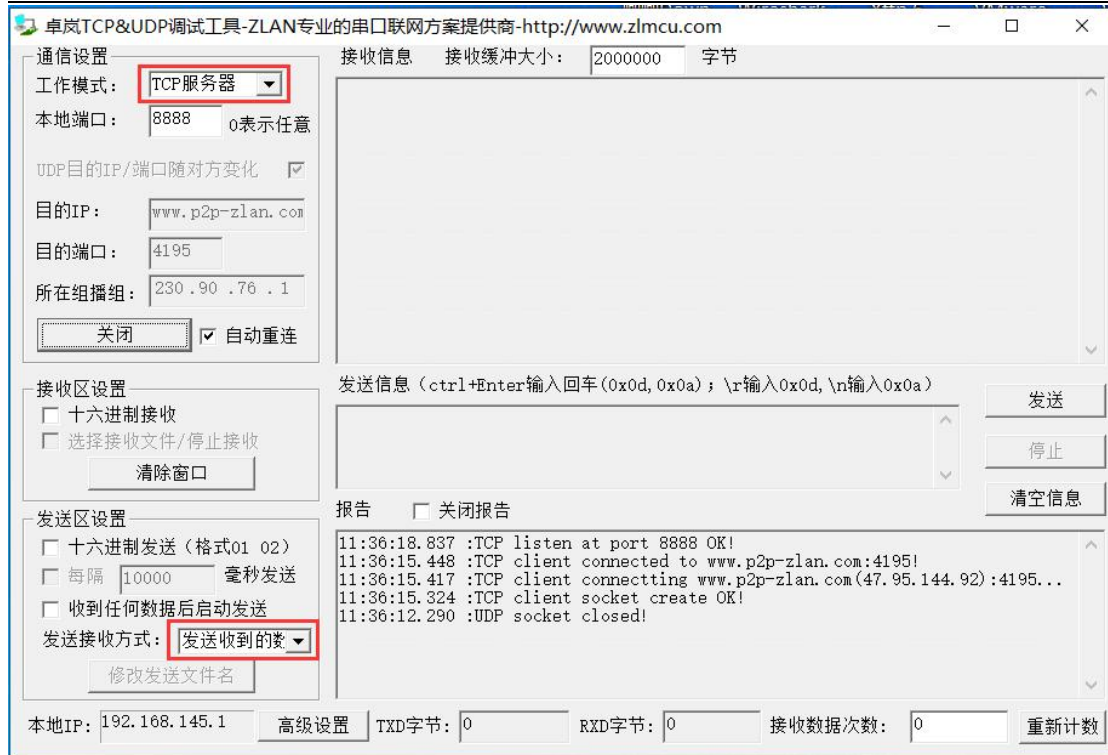 卓岚TCP&UDP调试工具-ZLAN专业的串口联网方案提供商-http://www.zlmcu.com
通信设置
工作模式： TCP服务器
本地端口： 8888 0表示任意
UDP目的IP/端口随对方变化
目的IP： www.p2p-zlan.com
目的端口： 4195
所在组播组： 230 .90 .76 . 1
关闭 自动重连
接收信息 接收缓冲大小： 2000000 字节
接收区设置
十六进制接收
选择接收文件/停止接收
清除窗口
发送信息（ctrl+Enter输入回车(0x0d,0x0a)；\r输入0x0d,\n输入0x0a）
发送
停止
清空信息
发送区设置
十六进制发送（格式01 02）
每隔 10000 毫秒发送
收到任何数据后启动发送
发送接收方式： 发送收到的数
修改发送文件名
报告 关闭报告
11:36:18.837 :TCP listen at port 8888 OK!
11:36:15.448 :TCP client connected to www.p2p-zlan.com:4195!
11:36:15.417 :TCP client connectting www.p2p-zlan.com(47.95.144.92):4195...
11:36:15.324 :TCP client socket create OK!
11:36:12.290 :UDP socket closed!
本地IP: 192.168.145.1 高级设置 TXD字节: 0 RXD字节: 0 接收数据次数: 0 重新计数